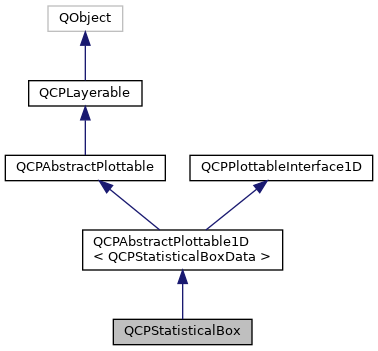 QObject
QCPLayerable
QCPAbstractPlottable
QCPPlottableInterface1D
QCPAbstractPlottable1D
< QCPStatisticalBoxData >
QCPStatisticalBox